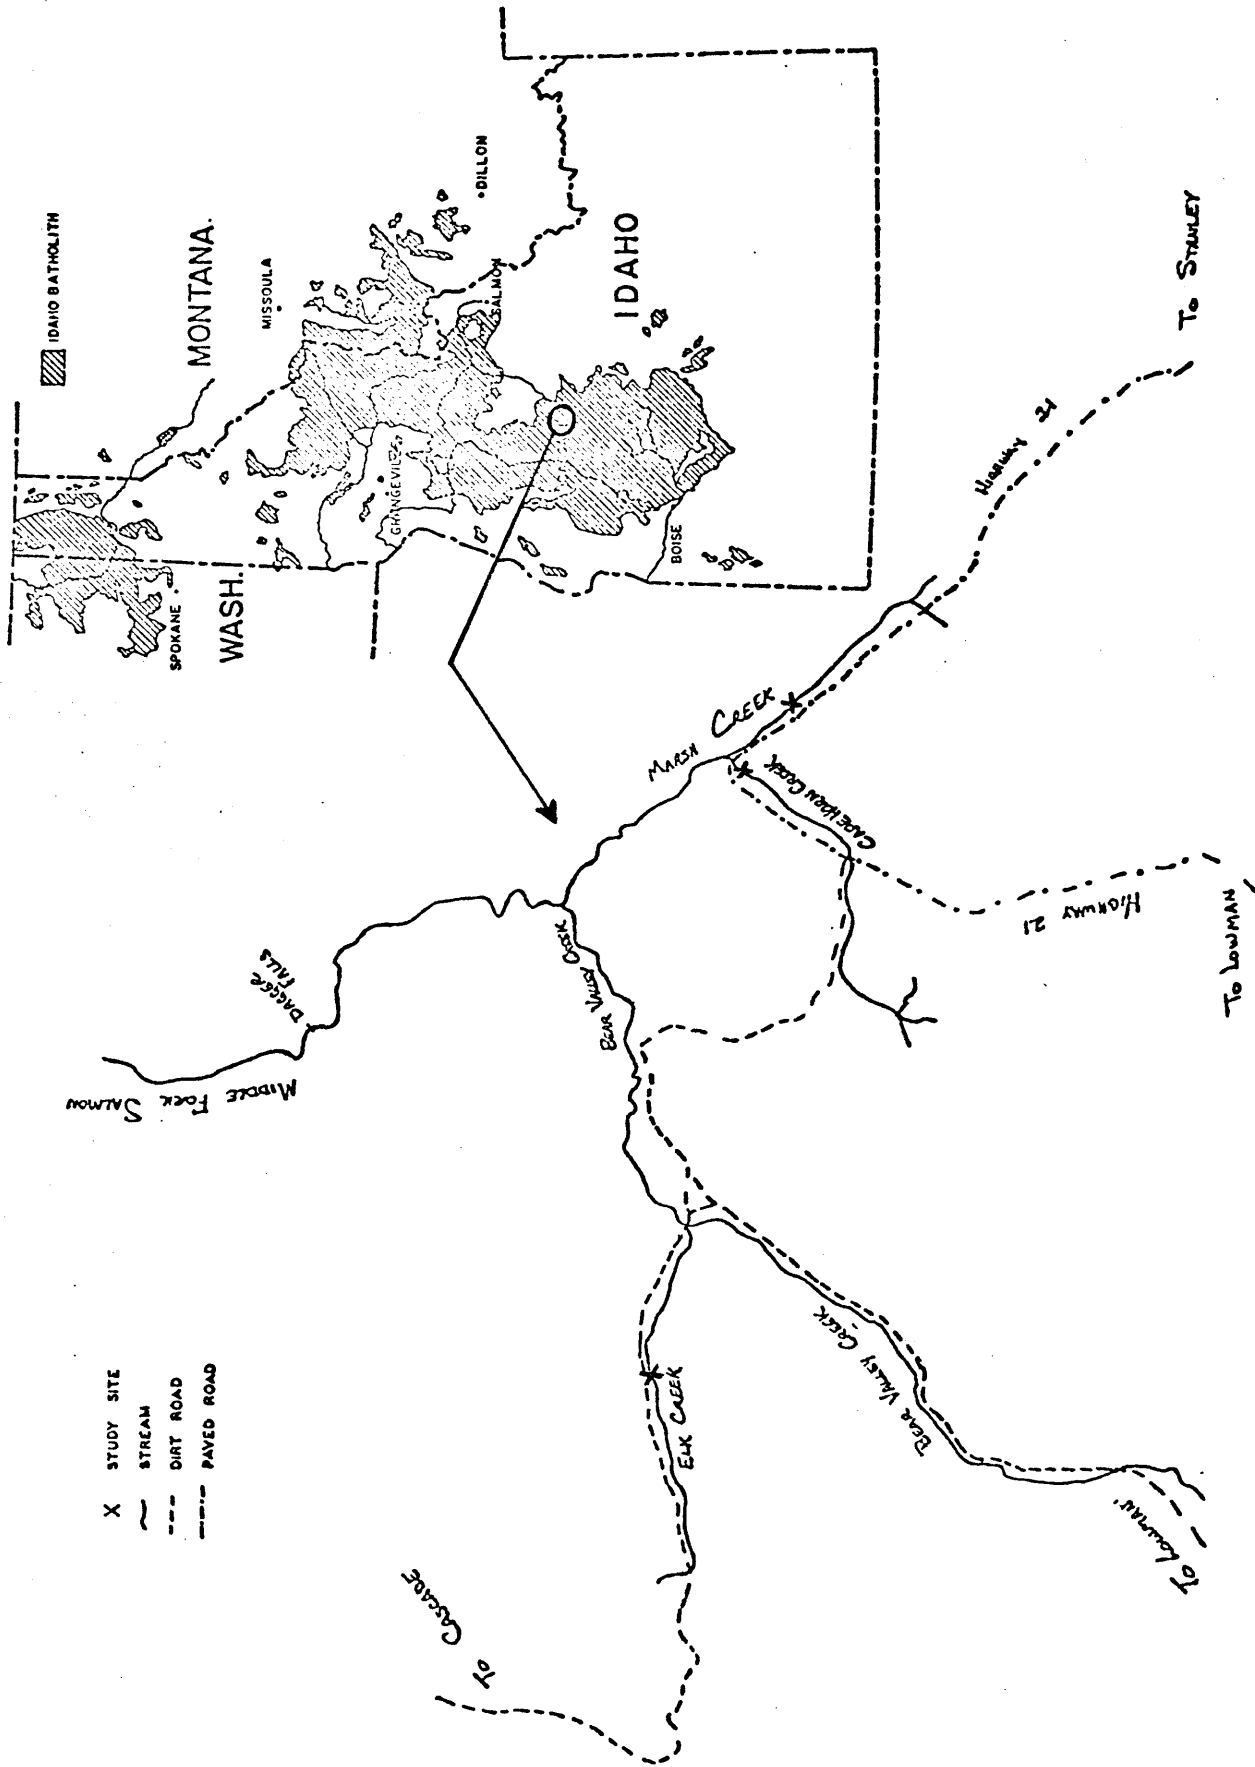 IDAHO BATHOLITH
MONTANA.
MISSOULA
DILLON
SPOKANE
WASH.
GRANGEVILLE
SALMON
IDAHO
BOISE
X STUDY SITE
STREAM
DIRT ROAD
PAVED ROAD
MIDDLE FORK SALMON
DAGGER
FALLS
BEAR VALLEY CREEK
MARSH CREEK
CAPEHORN CREEK
HIGHWAY 21
TO STANLEY
HIGHWAY 21
TO LOWMAN
ELK CREEK
BEAR VALLEY CREEK
TO CASCADE
TO LOWMAN